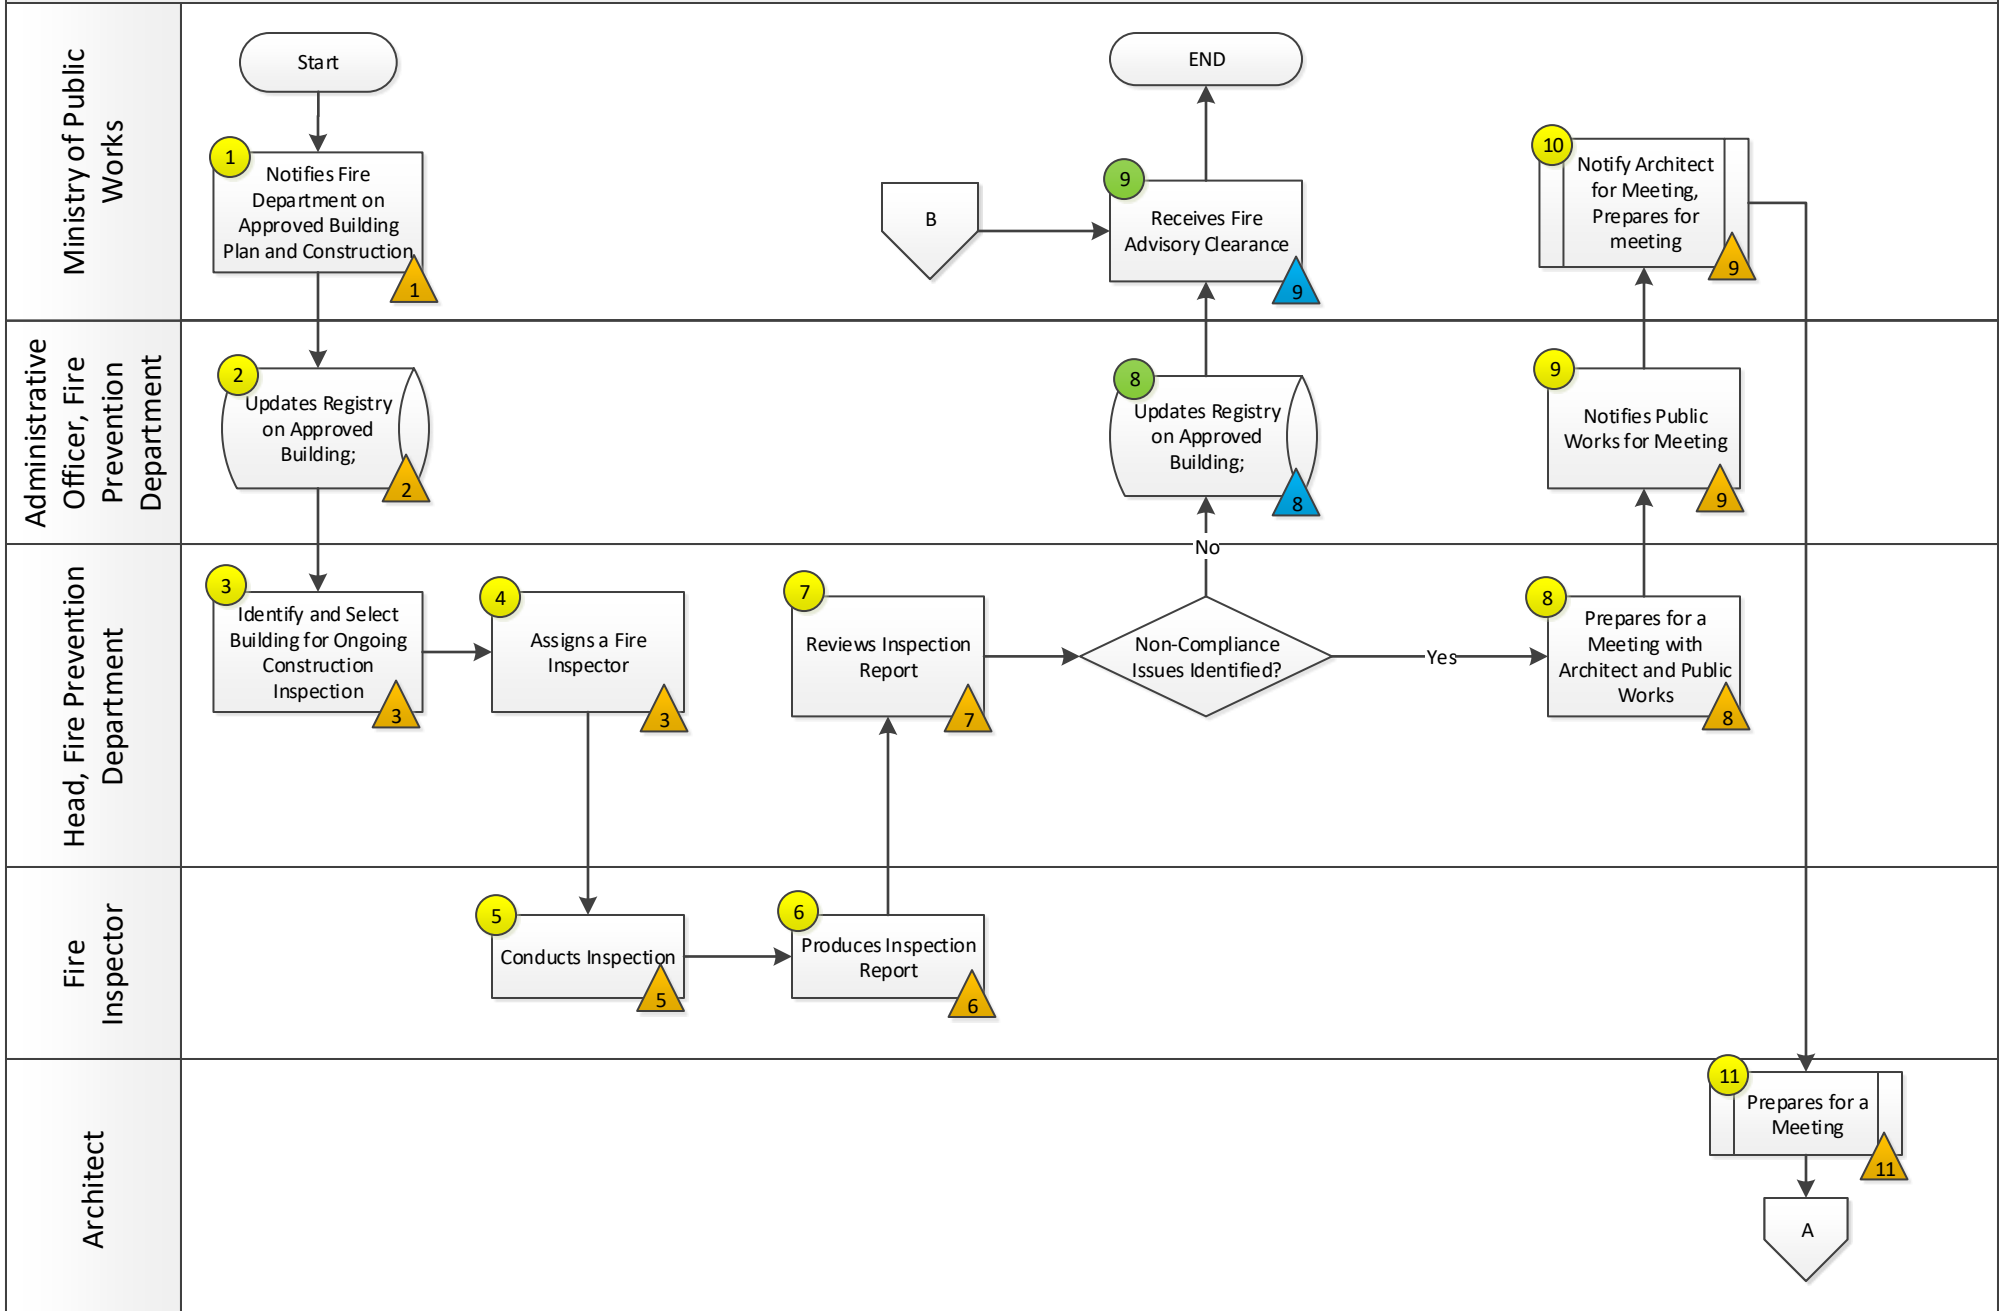 Ministry of Public
Works
Start
1
Notifies Fire
Department on
Approved Building
Plan and Construction
1
END
B
9
Receives Fire
Advisory Clearance
9
10
Notify Architect
for Meeting,
Prepares for
meeting
9
Administrative
Officer, Fire
Prevention
Department
2
Updates Registry
on Approved
Building;
2
8
Updates Registry
on Approved
Building;
8
9
Notifies Public
Works for Meeting
9
Head, Fire Prevention
Department
3
Identify and Select
Building for Ongoing
Construction
Inspection
3
4
Assigns a Fire
Inspector
3
7
Reviews Inspection
Report
7
No
Non-Compliance
Issues Identified?
Yes
8
Prepares for a
Meeting with
Architect and Public
Works
8
Fire
Inspector
5
Conducts Inspection
5
6
Produces Inspection
Report
6
Architect
11
Prepares for a
Meeting
11
A